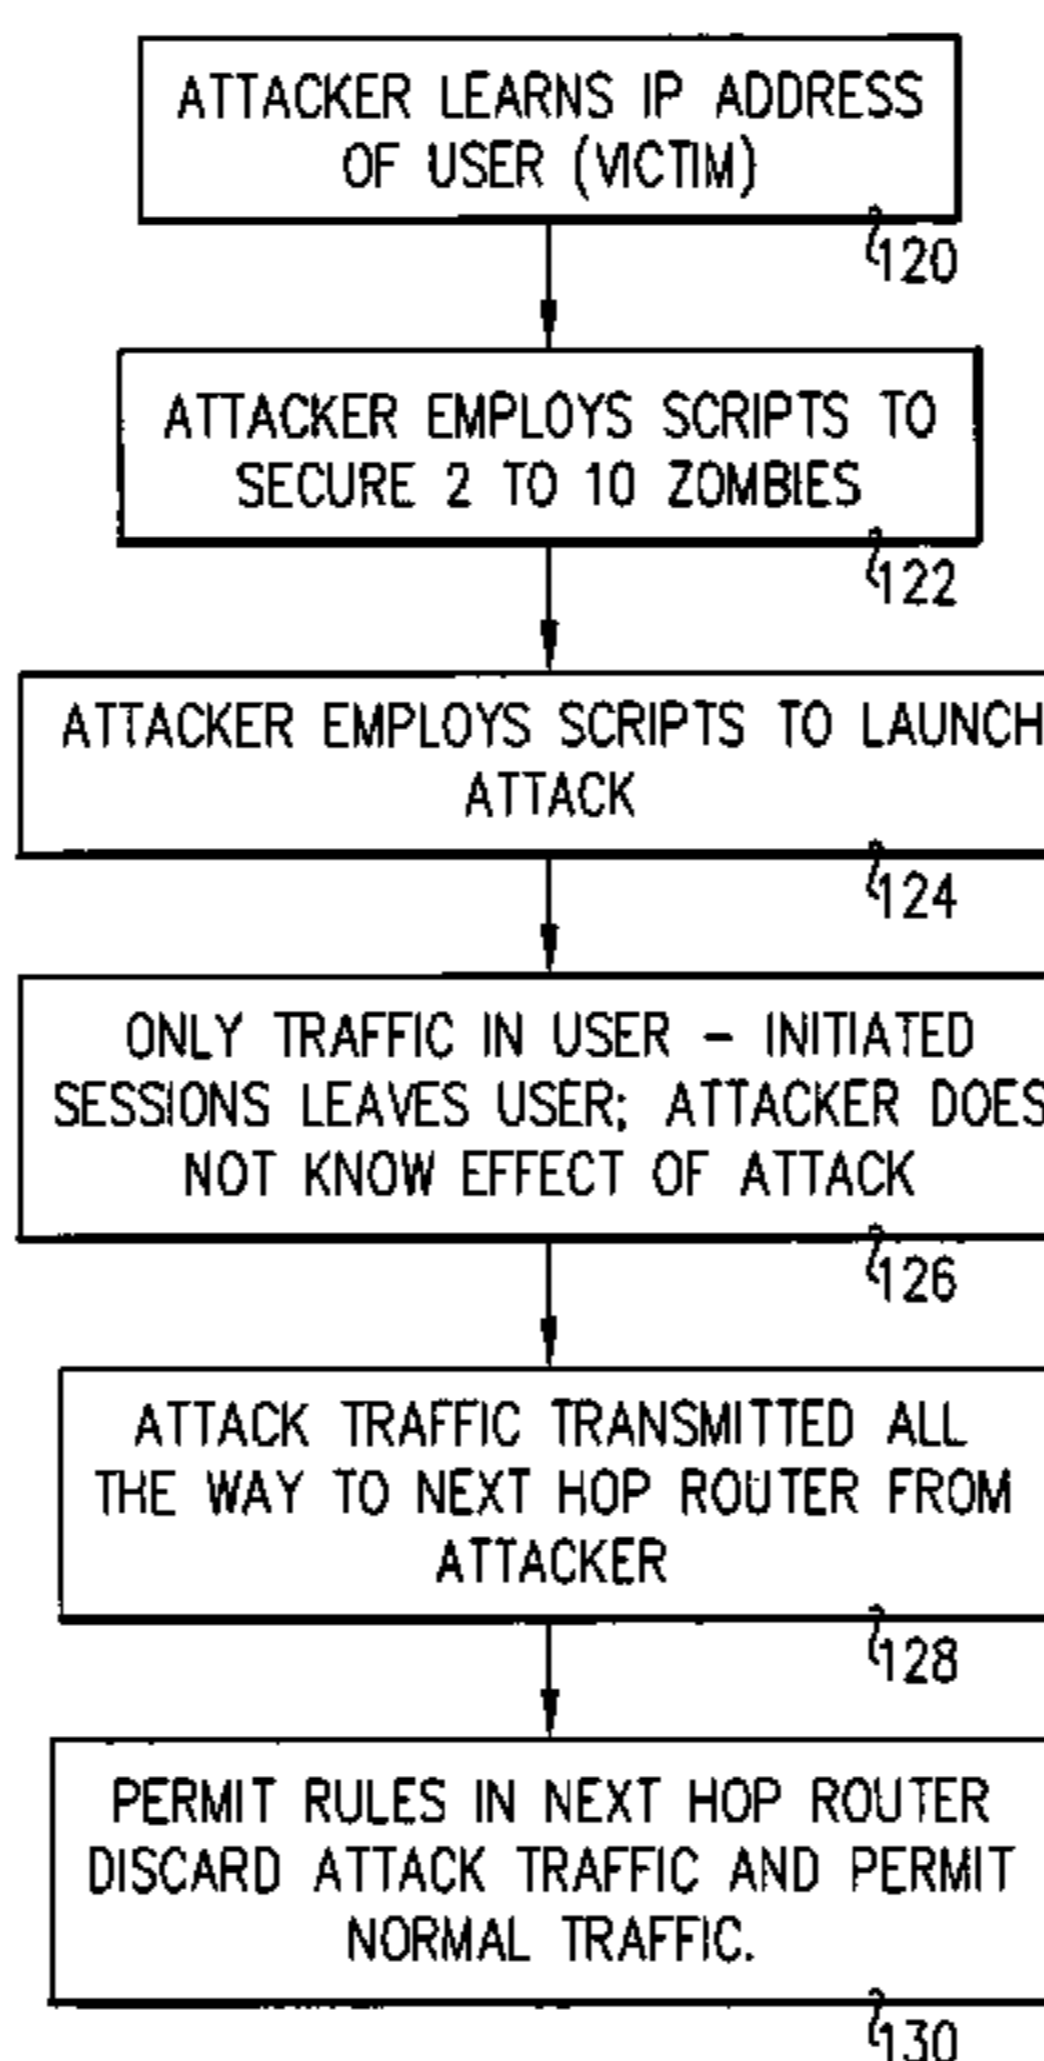 ATTACKER LEARNS IP ADDRESS
OF USER (VICTIM)
120
ATTACKER EMPLOYS SCRIPTS TO
SECURE 2 TO 10 ZOMBIES
122
ATTACKER EMPLOYS SCRIPTS TO LAUNCH
ATTACK
124
ONLY TRAFFIC IN USER – INITIATED
SESSIONS LEAVES USER; ATTACKER DOES
NOT KNOW EFFECT OF ATTACK
126
ATTACK TRAFFIC TRANSMITTED ALL
THE WAY TO NEXT HOP ROUTER FROM
ATTACKER
128
PERMIT RULES IN NEXT HOP ROUTER
DISCARD ATTACK TRAFFIC AND PERMIT
NORMAL TRAFFIC.
130